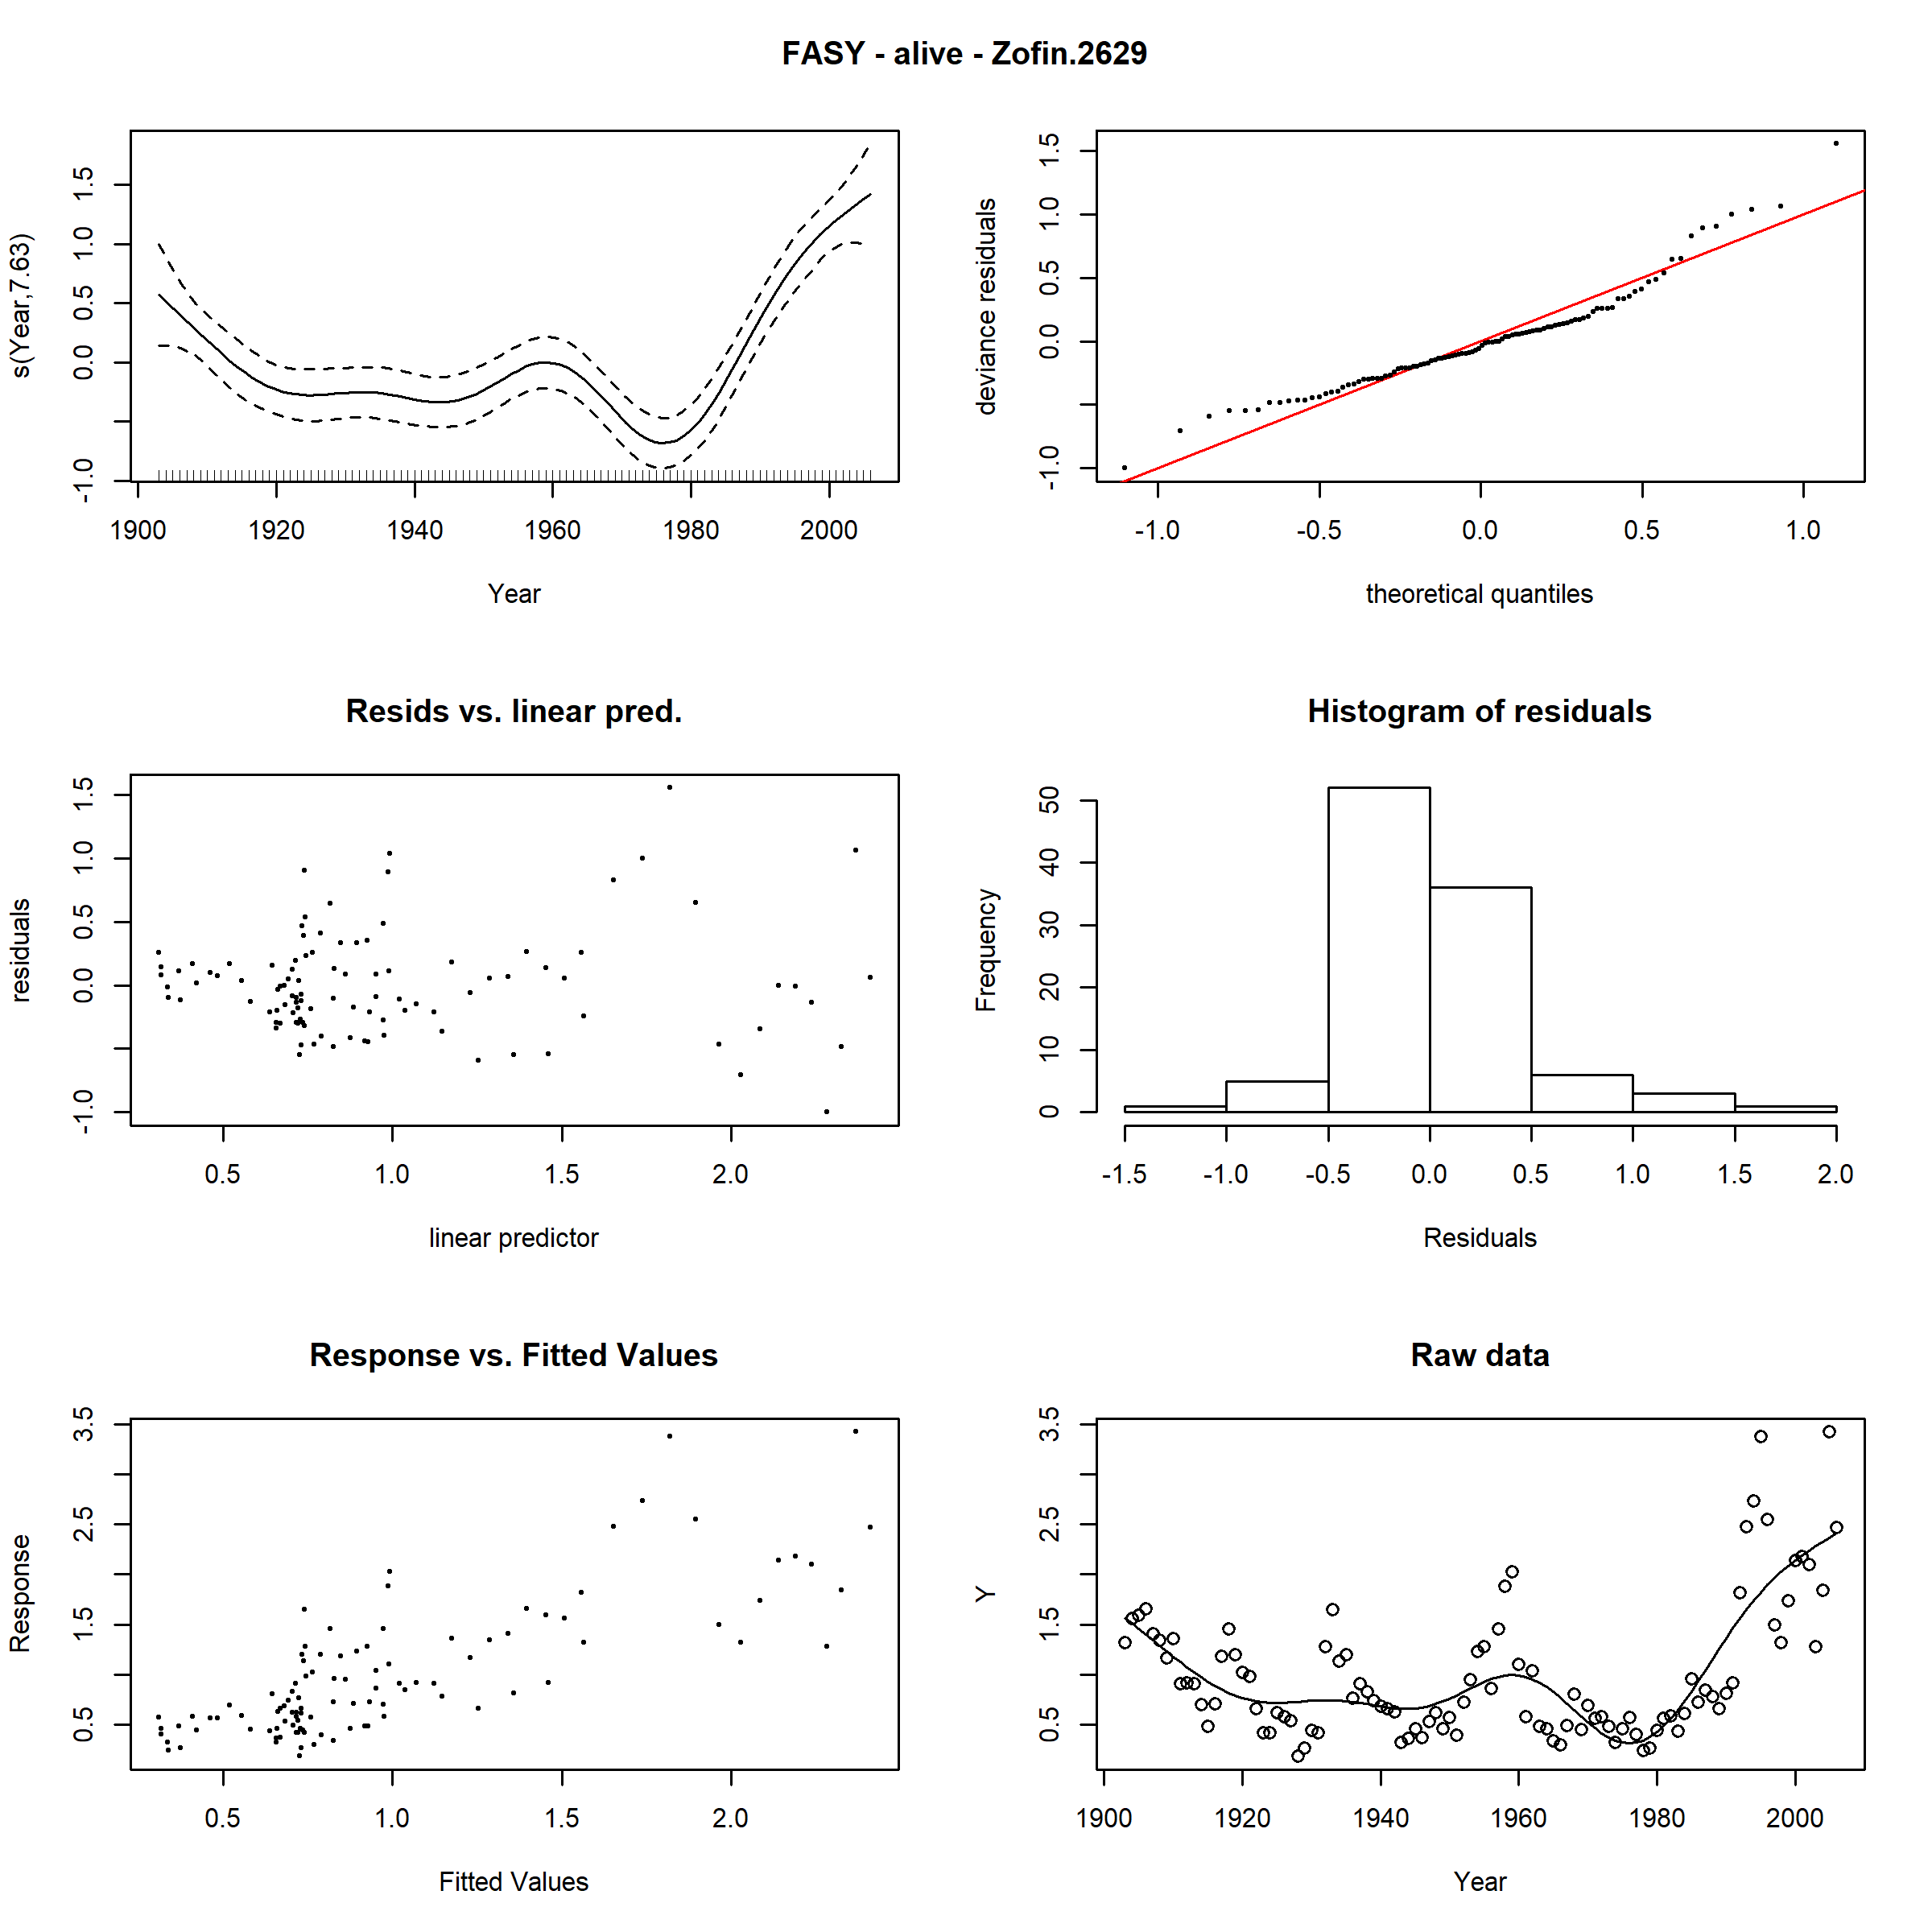 FASY - alive - Zofin.2629
s(Year,7.63)
-1.0 0.0 0.5 1.0 1.5
1900 1920 1940 1960 1980 2000
Year
deviance residuals
-1.0 0.0 0.5 1.0 1.5
-1.0 -0.5 0.0 0.5 1.0
theoretical quantiles
Resids vs. linear pred.
residuals
-1.0 0.0 0.5 1.0 1.5
0.5 1.0 1.5 2.0
linear predictor
Histogram of residuals
Frequency
0 10 20 30 40 50
-1.5 -1.0 -0.5 0.0 0.5 1.0 1.5 2.0
Residuals
Response vs. Fitted Values
Response
0.5 1.5 2.5 3.5
0.5 1.0 1.5 2.0
Fitted Values
Raw data
Y
0.5 1.5 2.5 3.5
1900 1920 1940 1960 1980 2000
Year